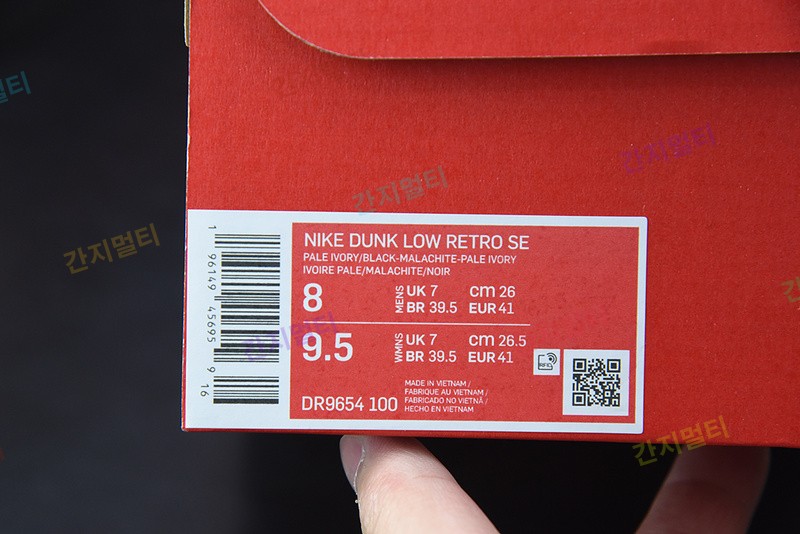 간지멀티
간지멀티
간지멀티
간지멀티
간지멀티
1 96149 45695 9 16
NIKE DUNK LOW RETRO SE
PALE IVORY/BLACK-MALACHITE-PALE IVORY
IVOIRE PALE/MALACHITE/NOIR
8 MENS UK 7 cm 26
BR 39.5 EUR 41
9.5 WMNS UK 7 cm 26.5
BR 39.5 EUR 41
RFID
DR9654 100
MADE IN VIETNAM /
FABRIQUE AU VIETNAM /
FABRICADO NO VIETNÃ /
HECHO EN VIETNAM